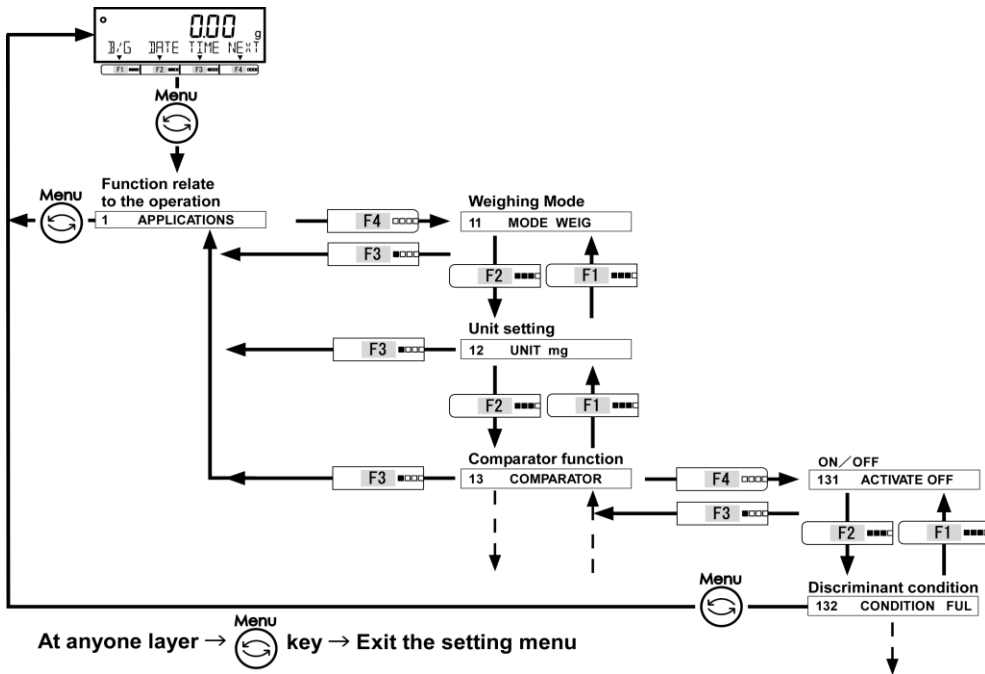 0.00 g
B/G DATE TIME NEXT
F1 F2 F3 F4
Menu
Function relate
to the operation
Menu
1 APPLICATIONS
F4
F3
Weighing Mode
11 MODE WEIG
F2 F1
Unit setting
F3
12 UNIT mg
F2 F1
Comparator function
F3
13 COMPARATOR
F4
F3
ON/OFF
131 ACTIVATE OFF
F2 F1
Menu
Discriminant condition
132 CONDITION FUL
At anyone layer → Menu key → Exit the setting menu